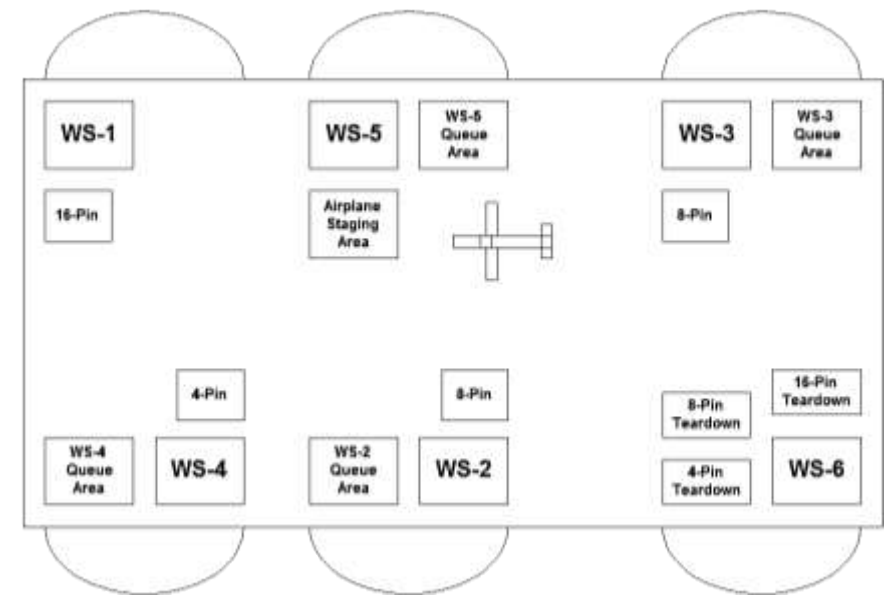 WS-1
WS-5
WS-5
Queue
Area
WS-3
WS-3
Queue
Area
16-Pin
Airplane
Staging
Area
8-Pin
4-Pin
8-Pin
8-Pin
Teardown
16-Pin
Teardown
WS-4
Queue
Area
WS-4
WS-2
Queue
Area
WS-2
4-Pin
Teardown
WS-6